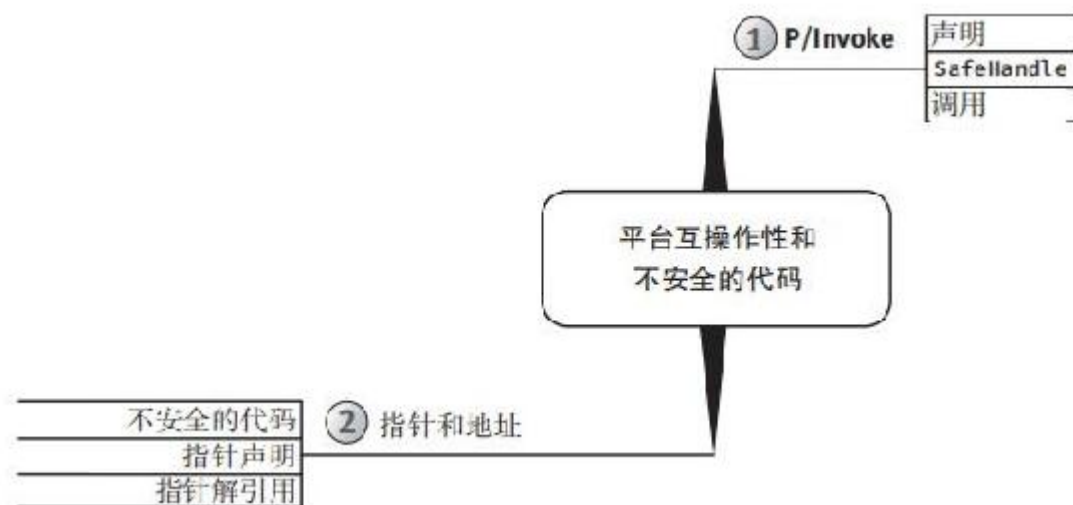 1 P/Invoke
声明
SafeHandle
调用
平台互操作性和
不安全的代码
2 指针和地址
不安全的代码
指针声明
指针解引用